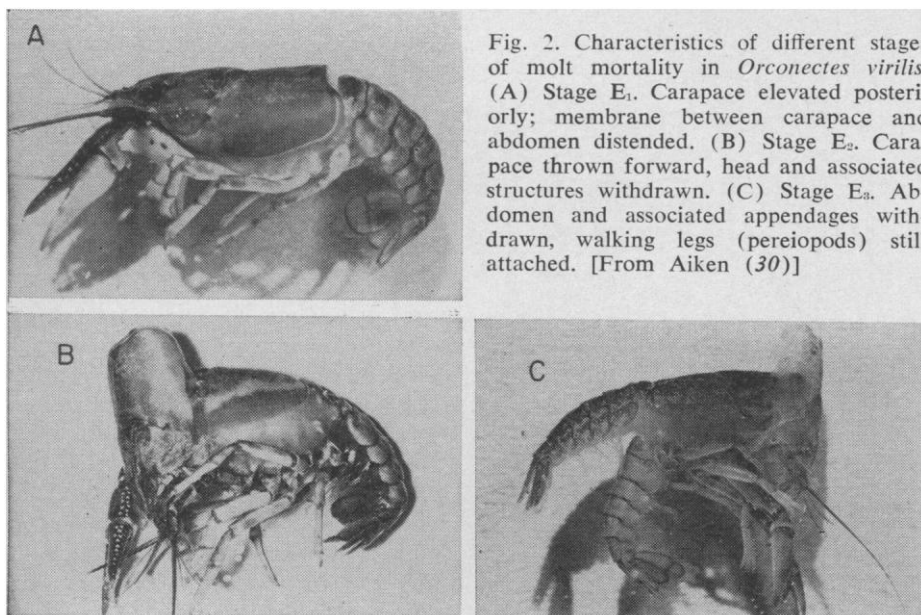 A
Fig. 2. Characteristics of different stage
of molt mortality in Orconectes virilis
(A) Stage E₁. Carapace elevated posteri
orly; membrane between carapace and
abdomen distended. (B) Stage E₂. Cara
pace thrown forward, head and associated
structures withdrawn. (C) Stage E₃. Ab
domen and associated appendages with
drawn, walking legs (pereiopods) stil
attached. [From Aiken (30)]
B
C